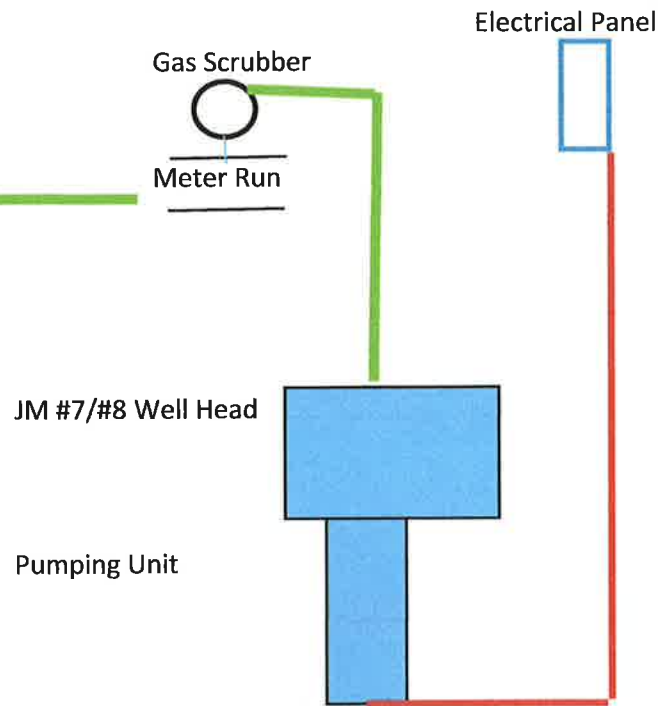 Electrical Panel
Gas Scrubber
Meter Run
JM #7/#8 Well Head
Pumping Unit